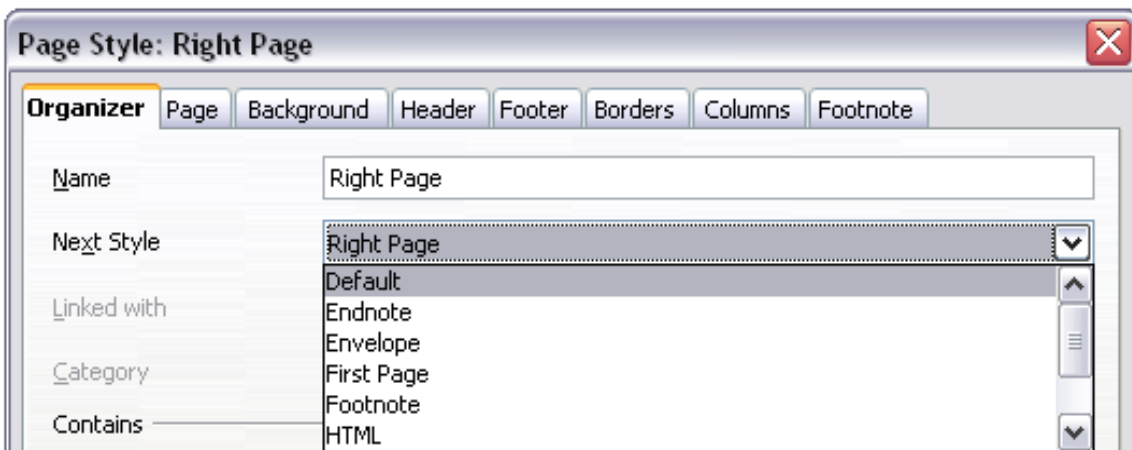 Page Style: Right Page
Organizer Page Background Header Footer Borders Columns Footnote
Name Right Page
Next Style Right Page
Default
Linked with
Endnote
Envelope
Category
First Page
Footnote
Contains
HTML